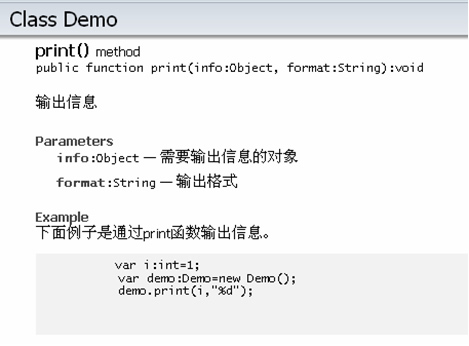 Class Demo
print() method
public function print(info:Object, format:String):void
输出信息
Parameters
info:Object — 需要输出信息的对象
format:String — 输出格式
Example
下面例子是通过print函数输出信息。
var i:int=1;
var demo:Demo=new Demo();
demo.print(i,"%d");